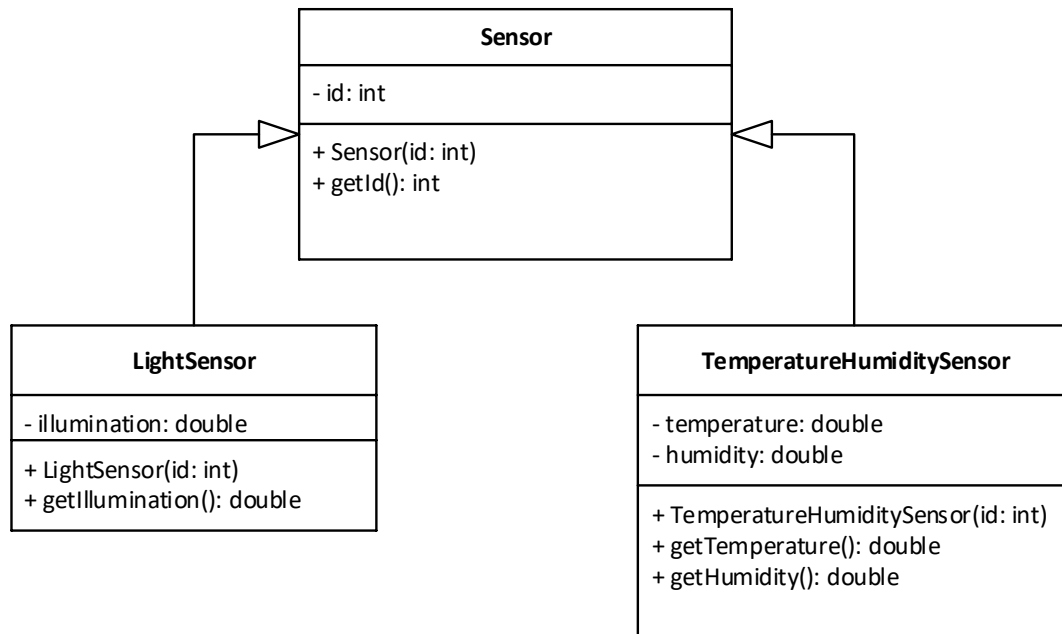 Sensor
- id: int
+ Sensor(id: int)
+ getId(): int
LightSensor
- illumination: double
+ LightSensor(id: int)
+ getIllumination(): double
TemperatureHumiditySensor
- temperature: double
- humidity: double
+ TemperatureHumiditySensor(id: int)
+ getTemperature(): double
+ getHumidity(): double